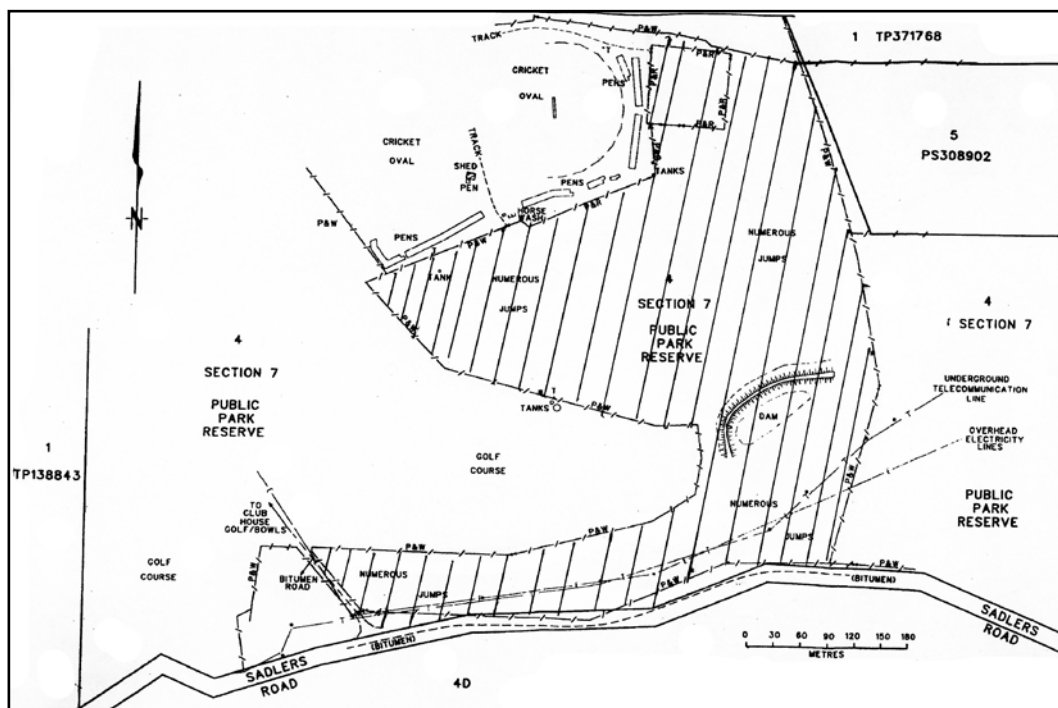 P&W
1 TP371768
TRACK
T
P&R
CRICKET
OVAL
PENS
P&R
P&R
P&R
5
PS308902
CRICKET
OVAL
TRACK
SHED
PEN
TANKS
P&W
PENS
P&R
HORSE
WASH
P&W
PENS
P&W
NUMEROUS
JUMPS
TANK
NUMEROUS
JUMPS
4
SECTION 7
PUBLIC
PARK
RESERVE
4
SECTION 7
PUBLIC
PARK
RESERVE
4
SECTION 7
P&W
N
UNDERGROUND
TELECOMMUNICATION
LINE
T
TANKS
P&W
DAM
OVERHEAD
ELECTRICITY
LINES
1
TP138843
GOLF
COURSE
P&W
PUBLIC
PARK
RESERVE
TO
CLUB
HOUSE
GOLF/BOWLS
NUMEROUS
JUMPS
P&W
GOLF
COURSE
P&W
BITUMEN
ROAD
NUMEROUS
JUMPS
P&W
P&W
(BITUMEN)
SADLERS
ROAD
(BITUMEN)
SADLERS
ROAD
0 30 60 90 120 150 180
METRES
4D